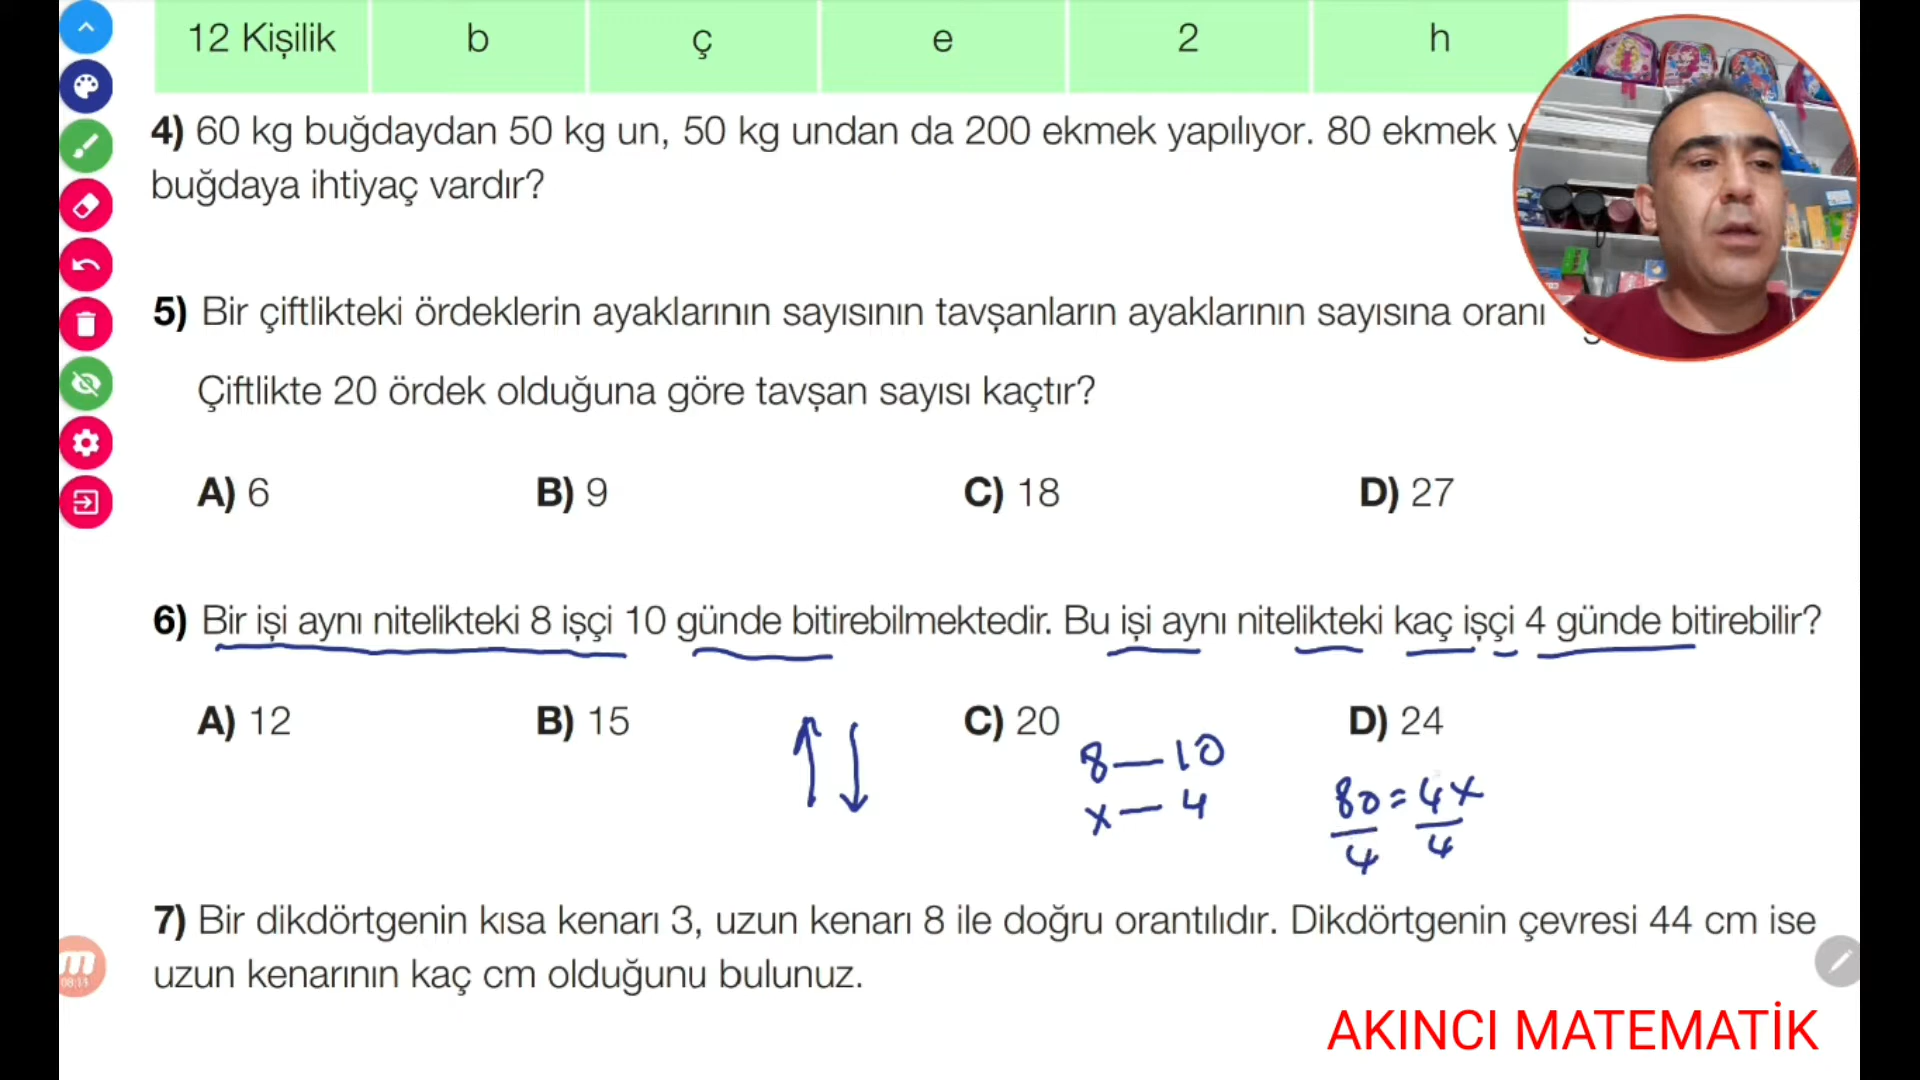 12 Kişilik b ç e 2 h
4) 60 kg buğdaydan 50 kg un, 50 kg undan da 200 ekmek yapılıyor. 80 ekmek
buğdaya ihtiyaç vardır?
5) Bir çiftlikteki ördeklerin ayaklarının sayısının tavşanların ayaklarının sayısına oranı
Çiftlikte 20 ördek olduğuna göre tavşan sayısı kaçtır?
A) 6 B) 9 C) 18 D) 27
6) Bir işi aynı nitelikteki 8 işçi 10 günde bitirebilmektedir. Bu işi aynı nitelikteki kaç işçi 4 günde bitirebilir?
A) 12 B) 15 C) 20 D) 24
8 — 10
x — 4
80 = 4x
4 4
7) Bir dikdörtgenin kısa kenarı 3, uzun kenarı 8 ile doğru orantılıdır. Dikdörtgenin çevresi 44 cm ise
uzun kenarının kaç cm olduğunu bulunuz.
m
AKINCI MATEMATİK